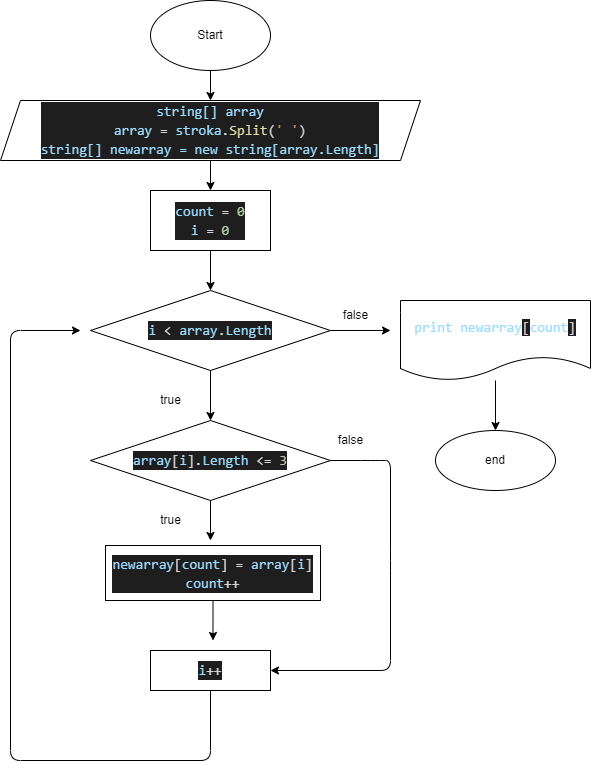 Start
string[] array
array = stroka.Split(' ')
string[] newarray = new string[array.Length]
count = 0
i = 0
i < array.Length
false
print newarray[count]
true
array[i].Length <= 3
false
end
true
newarray[count] = array[i]
count++
i++